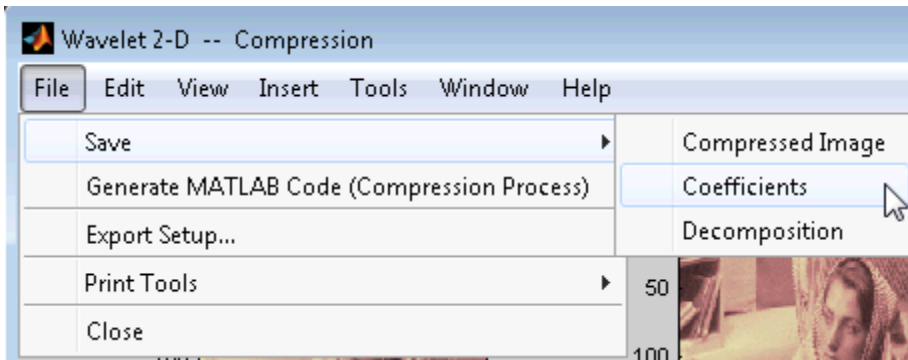 Wavelet 2-D -- Compression
File Edit View Insert Tools Window Help
Save
Generate MATLAB Code (Compression Process)
Export Setup...
Print Tools
Close
Compressed Image
Coefficients
Decomposition
50
100